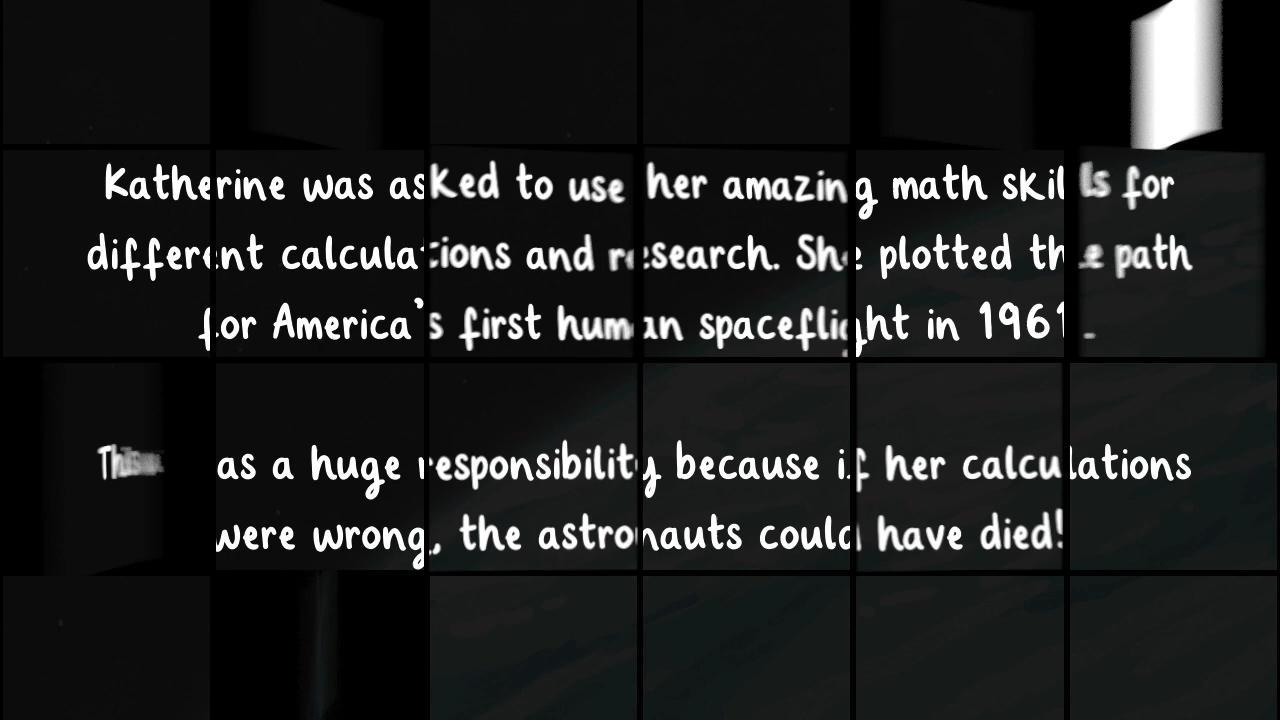 Katherine was asked to use her amazing math skills for
different calculations and research. She plotted the path
for America's first human spaceflight in 1961.
This was a huge responsibility because if her calculations
were wrong, the astronauts could have died!